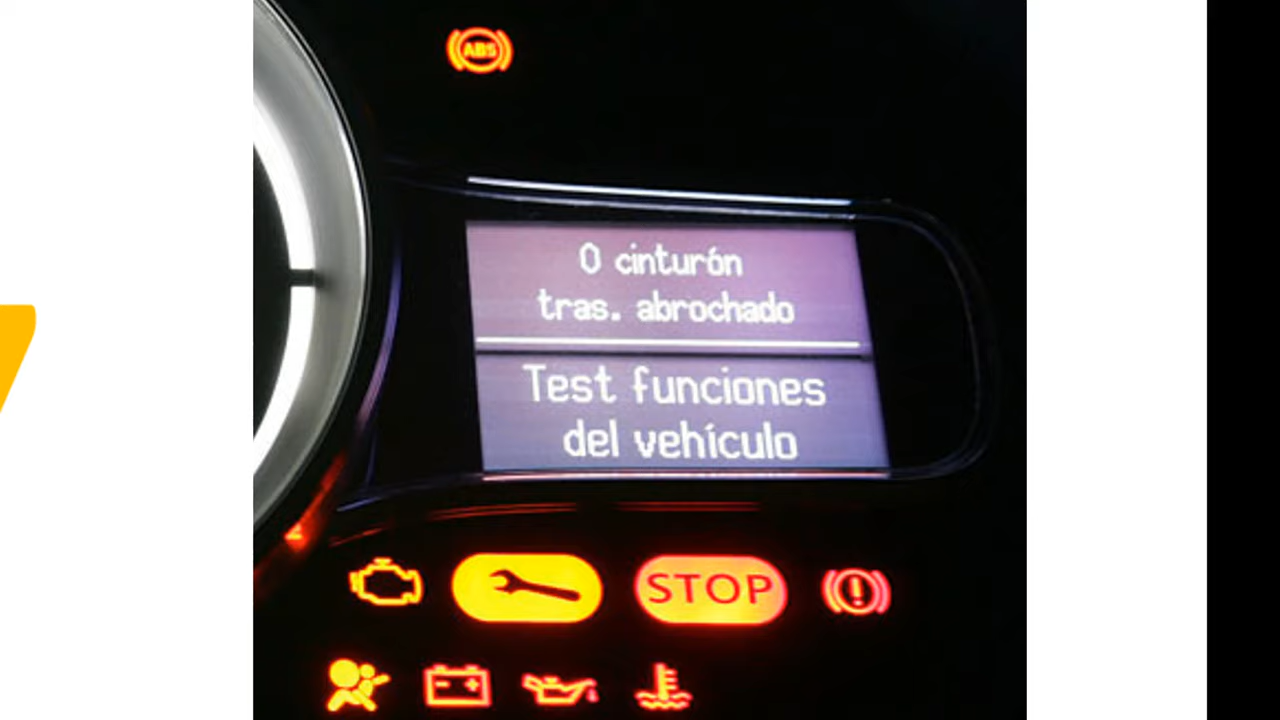 ABS
0 cinturón
tras. abrochado
Test funciones
del vehículo
STOP